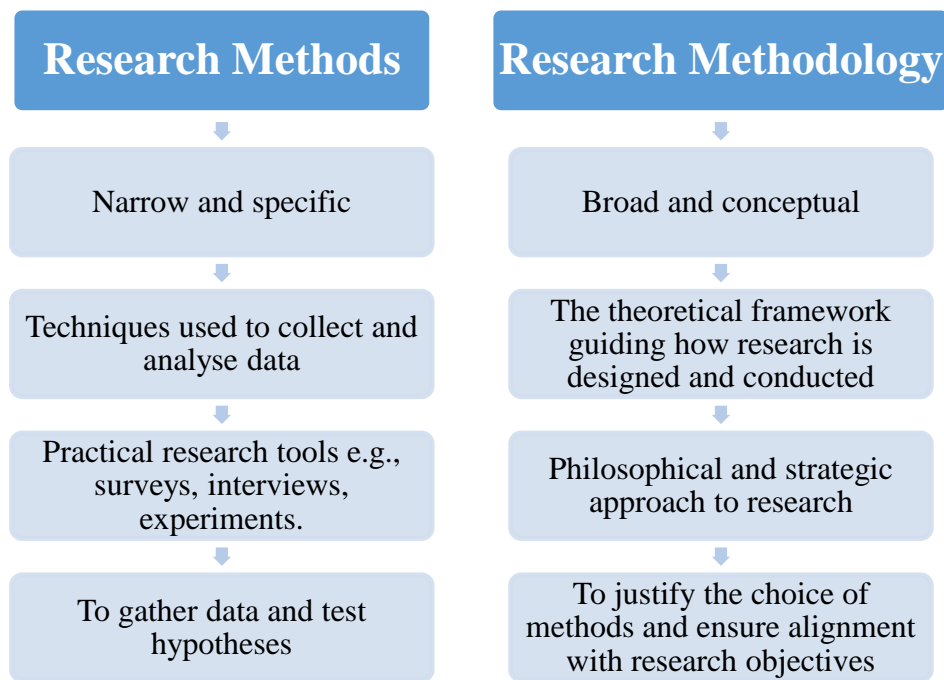 Research Methods
Narrow and specific
Techniques used to collect and
analyse data
Practical research tools e.g.,
surveys, interviews,
experiments.
To gather data and test
hypotheses
Research Methodology
Broad and conceptual
The theoretical framework
guiding how research is
designed and conducted
Philosophical and strategic
approach to research
To justify the choice of
methods and ensure alignment
with research objectives